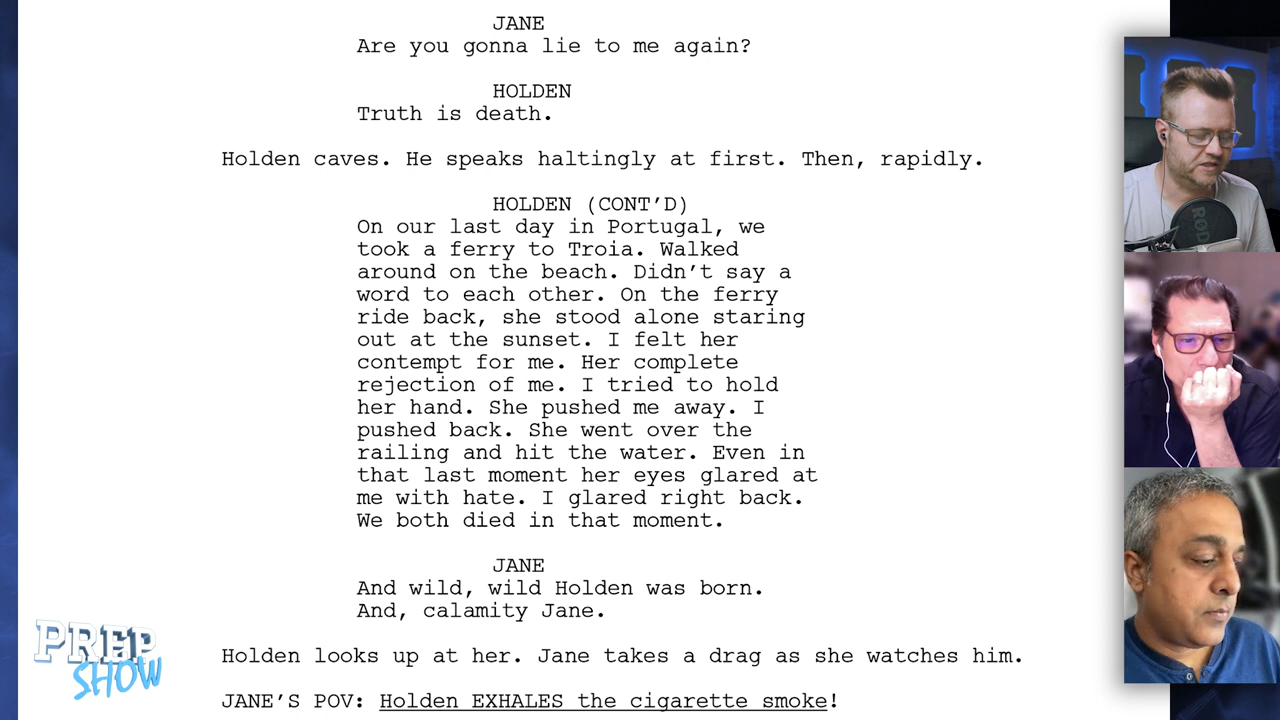 JANE
Are you gonna lie to me again?
HOLDEN
Truth is death.
Holden caves. He speaks haltingly at first. Then, rapidly.
HOLDEN (CONT’D)
On our last day in Portugal, we
took a ferry to Troia. Walked
around on the beach. Didn’t say a
word to each other. On the ferry
ride back, she stood alone staring
out at the sunset. I felt her
contempt for me. Her complete
rejection of me. I tried to hold
her hand. She pushed me away. I
pushed back. She went over the
railing and hit the water. Even in
that last moment her eyes glared at
me with hate. I glared right back.
We both died in that moment.
JANE
And wild, wild Holden was born.
And, calamity Jane.
Holden looks up at her. Jane takes a drag as she watches him.
JANE’S POV: Holden EXHALES the cigarette smoke!
PREP
SHOW
RØDE